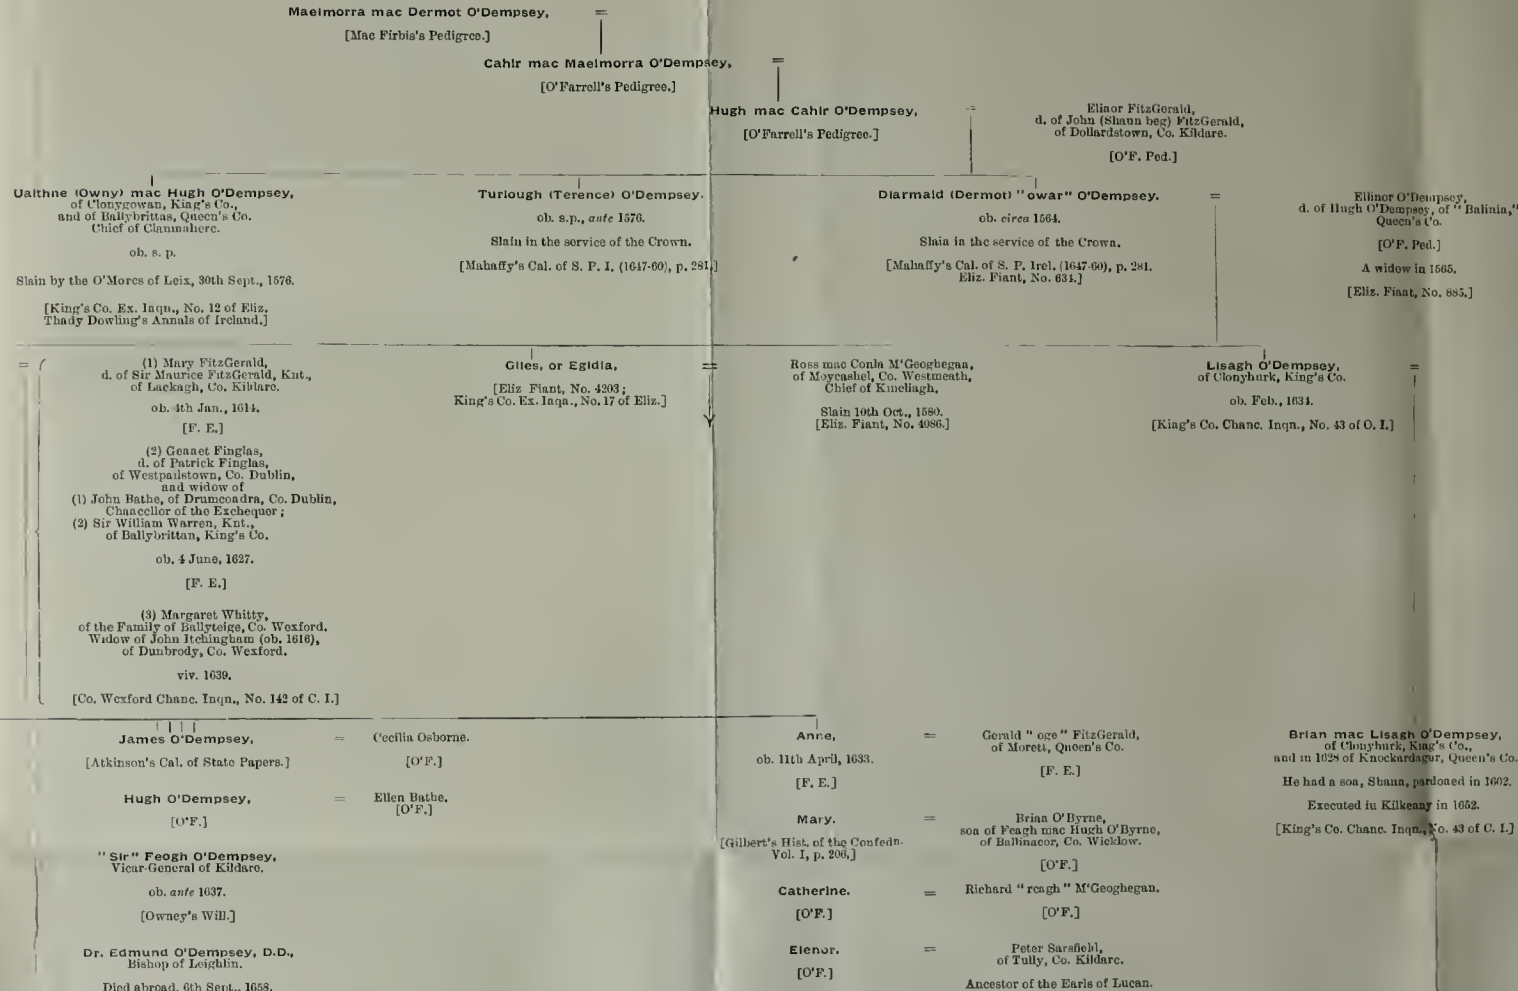 Maelmorra mac Dermot O'Dempsey, =
[Mac Firbis's Pedigree.]
Cahir mac Maelmorra O'Dempsey, =
[O'Farrell's Pedigree.]
Hugh mac Cahir O'Dempsey, =
[O'Farrell's Pedigree.]
Elinor FitzGerald,
d. of John (Shaun beg) FitzGerald,
of Dollardstown, Co. Kildare.
[O'F. Ped.]
Uaithne (Owny) mac Hugh O'Dempsey,
of Clonygowan, King's Co.,
and of Ballybrittas, Queen's Co.
Chief of Clanmaliere.
ob. s. p.
Slain by the O'Mores of Leix, 30th Sept., 1576.
[King's Co. Ex. Inqn., No. 12 of Eliz.
Thady Dowling's Annals of Ireland.]
Turlough (Terence) O'Dempsey.
ob. s.p., ante 1576.
Slain in the service of the Crown.
[Mahaffy's Cal. of S. P. I. (1647-60), p. 281.]
Diarmaid (Dermot) "owar" O'Dempsey. =
ob. circa 1564.
Slain in the service of the Crown.
[Mahaffy's Cal. of S. P. Irel. (1647-60), p. 281.
Eliz. Fiant, No. 634.]
Ellinor O'Dempsey,
d. of Hugh O'Dempsey, of "Balinia,"
Queen's Co.
[O'F. Ped.]
A widow in 1565.
[Eliz. Fiant, No. 885.]
= (1) Mary FitzGerald,
d. of Sir Maurice FitzGerald, Knt.,
of Lackagh, Co. Kildare.
ob. 4th Jan., 1614.
[F. E.]
(2) Gennet Finglas,
d. of Patrick Finglas,
of Westpailstown, Co. Dublin,
and widow of
(1) John Bathe, of Drumcondra, Co. Dublin,
Chancellor of the Exchequer;
(2) Sir William Warren, Knt.,
of Ballybrittan, King's Co.
ob. 4 June, 1627.
[F. E.]
(3) Margaret Whitty,
of the Family of Ballyteige, Co. Wexford.
Widow of John Itchingham (ob. 1616),
of Dunbrody, Co. Wexford.
viv. 1639.
[Co. Wexford Chanc. Inqn., No. 142 of C. I.]
Giles, or Egidia, =
[Eliz Fiant, No. 4203;
King's Co. Ex. Inqn., No. 17 of Eliz.]
Ross mac Conla M'Geoghegan,
of Moycashel, Co. Westmeath,
Chief of Kineliagh.
Slain 10th Oct., 1580.
[Eliz. Fiant, No. 4086.]
Lisagh O'Dempsey, =
of Clonyhurk, King's Co.
ob. Feb., 1634.
[King's Co. Chanc. Inqn., No. 43 of C. I.]
James O'Dempsey, = Cecilia Osborne.
[Atkinson's Cal. of State Papers.] [O'F.]
Hugh O'Dempsey, = Ellen Bathe.
[O'F.] [O'F.]
"Sir" Feogh O'Dempsey,
Vicar-General of Kildare.
ob. ante 1637.
[Owney's Will.]
Dr. Edmund O'Dempsey, D.D.,
Bishop of Leighlin.
Died abroad, 6th Sept., 1658.
Anne, = Gerald "oge" FitzGerald,
of Morett, Queen's Co.
ob. 11th April, 1633.
[F. E.] [F. E.]
Mary. = Brian O'Byrne,
son of Feagh mac Hugh O'Byrne,
of Ballinacor, Co. Wicklow.
[Gilbert's Hist. of the Confedn.
Vol. I, p. 206.]
[O'F.]
Catherine. = Richard "reagh" M'Geoghegan.
[O'F.] [O'F.]
Elenor. = Peter Sarsfield,
of Tully, Co. Kildare.
[O'F.]
Ancestor of the Earls of Lucan.
Brian mac Lisagh O'Dempsey,
of Clonyhurk, King's Co.,
and in 1628 of Knockardagur, Queen's Co.
He had a son, Shane, pardoned in 1602.
Executed in Kilkenny in 1652.
[King's Co. Chanc. Inqn., No. 43 of C. I.]